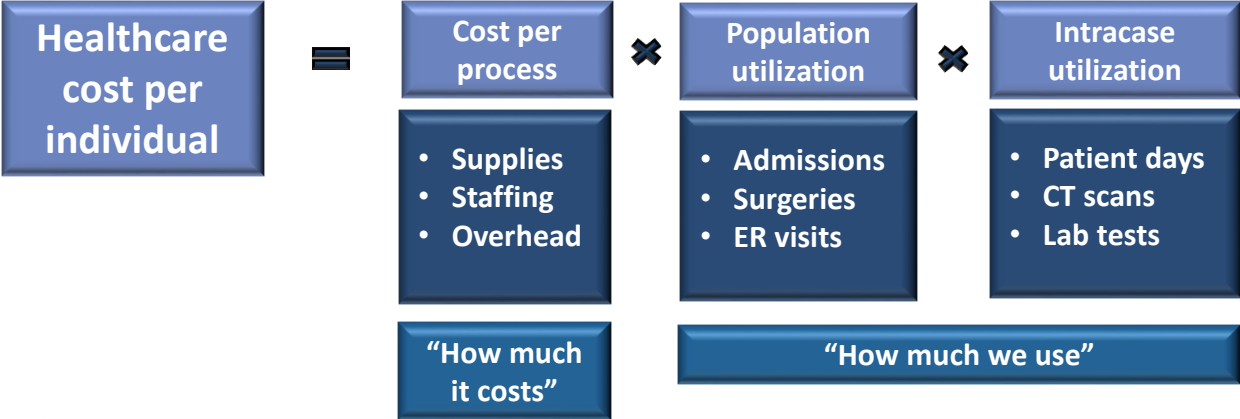 Healthcare
cost per
individual
=
Cost per
process
×
Population
utilization
×
Intracase
utilization
• Supplies
• Staffing
• Overhead
• Admissions
• Surgeries
• ER visits
• Patient days
• CT scans
• Lab tests
“How much
it costs”
“How much we use”